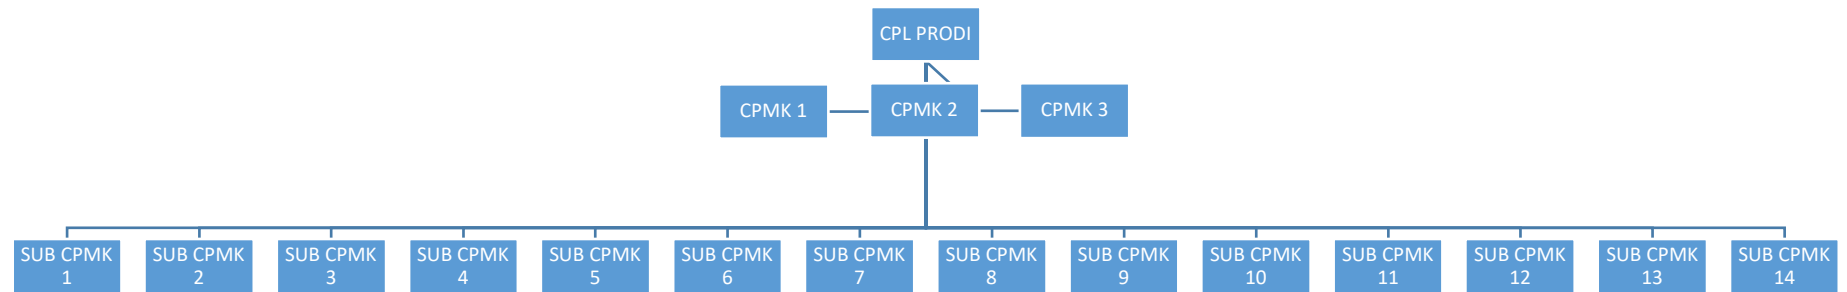 CPL PRODI
CPMK 1
CPMK 2
CPMK 3
SUB CPMK
1
SUB CPMK
2
SUB CPMK
3
SUB CPMK
4
SUB CPMK
5
SUB CPMK
6
SUB CPMK
7
SUB CPMK
8
SUB CPMK
9
SUB CPMK
10
SUB CPMK
11
SUB CPMK
12
SUB CPMK
13
SUB CPMK
14